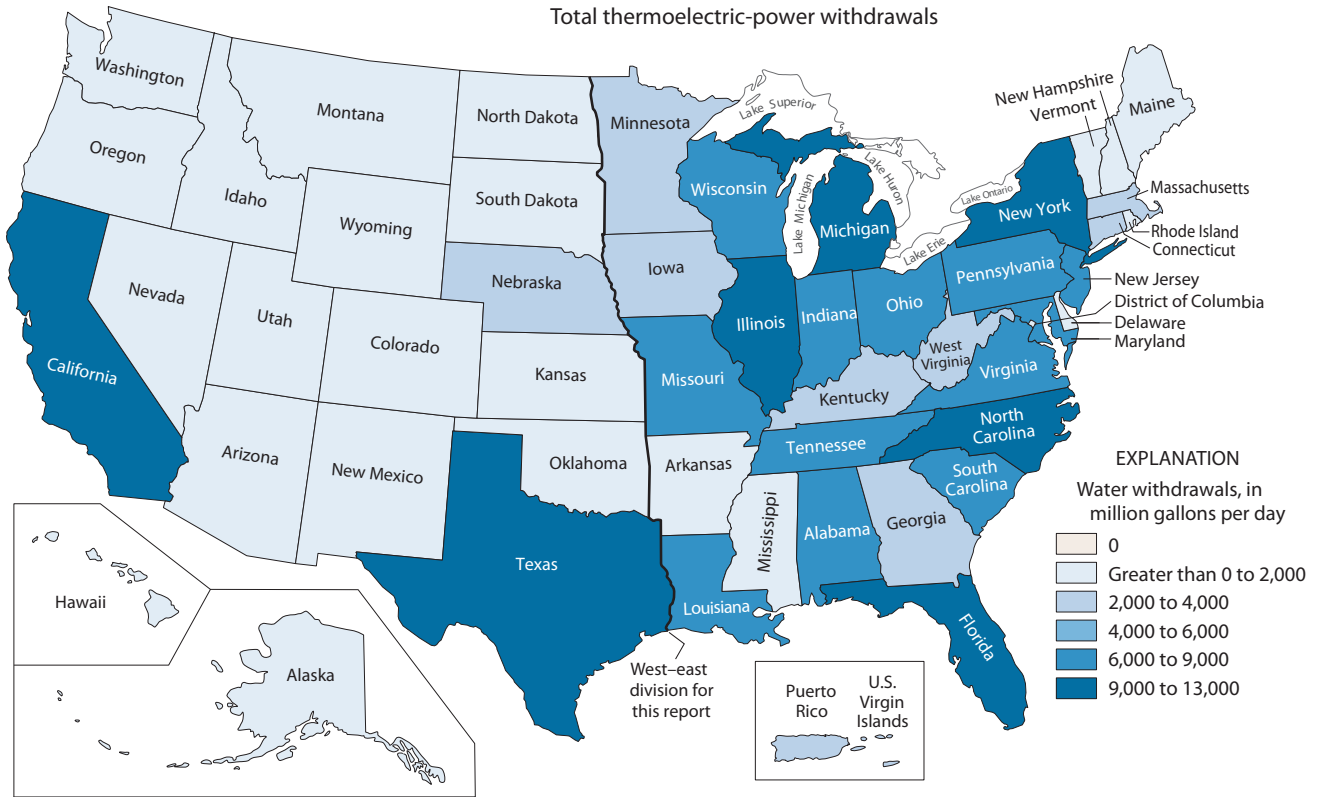 Total thermoelectric-power withdrawals
Washington
Montana
North Dakota
Minnesota
Lake Superior
New Hampshire
Vermont
Maine
Oregon
Idaho
Wyoming
South Dakota
Wisconsin
Lake Michigan
Lake Huron
Michigan
Lake Ontario
New York
Massachusetts
Rhode Island
Connecticut
Lake Erie
Nebraska
Iowa
Pennsylvania
New Jersey
Nevada
Utah
Colorado
Illinois
Indiana
Ohio
District of Columbia
Delaware
Maryland
California
Kansas
Missouri
West
Virginia
Virginia
Kentucky
Arizona
New Mexico
Oklahoma
Arkansas
Tennessee
North
Carolina
South
Carolina
Texas
Mississippi
Alabama
Georgia
Louisiana
Florida
Hawaii
Alaska
West–east
division for
this report
Puerto
Rico
U.S.
Virgin
Islands
EXPLANATION
Water withdrawals, in
million gallons per day
0
Greater than 0 to 2,000
2,000 to 4,000
4,000 to 6,000
6,000 to 9,000
9,000 to 13,000